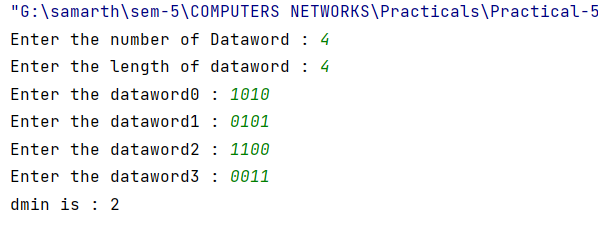 "G:\samarth\sem-5\COMPUTERS NETWORKS\Practicals\Practical-5
Enter the number of Dataword : 4
Enter the length of dataword : 4
Enter the dataword0 : 1010
Enter the dataword1 : 0101
Enter the dataword2 : 1100
Enter the dataword3 : 0011
dmin is : 2